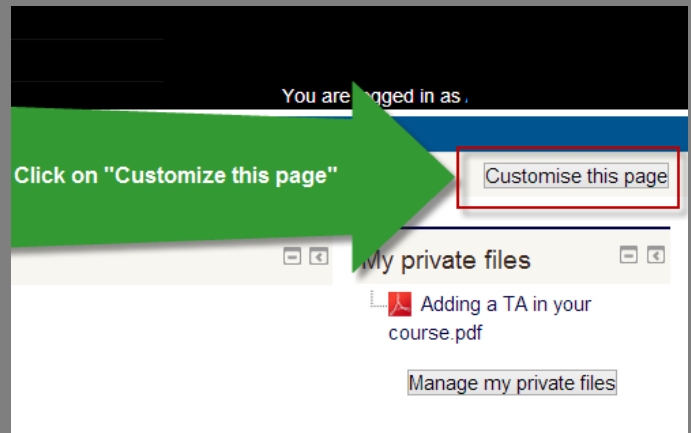 You are logged in as
Click on "Customize this page"
Customise this page
My private files
Adding a TA in your
course.pdf
Manage my private files